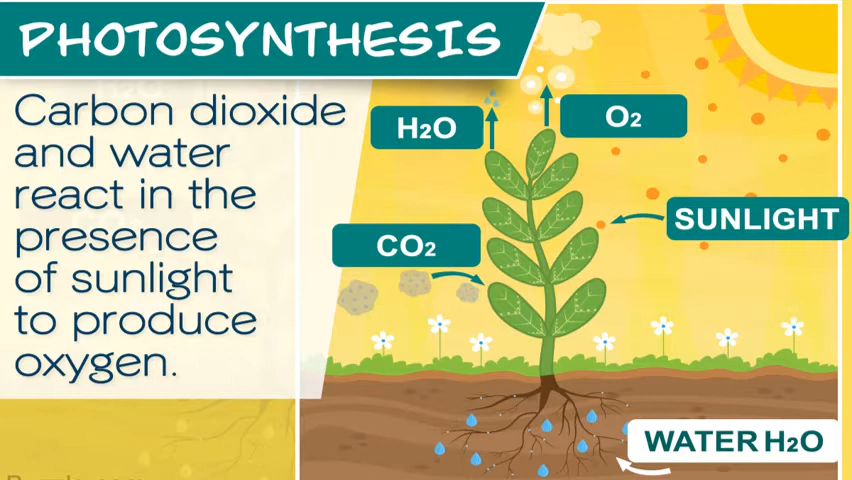 PHOTOSYNTHESIS
Carbon dioxide
and water
react in the
presence
of sunlight
to produce
oxygen.
H₂O
O₂
SUNLIGHT
CO₂
WATER H₂O